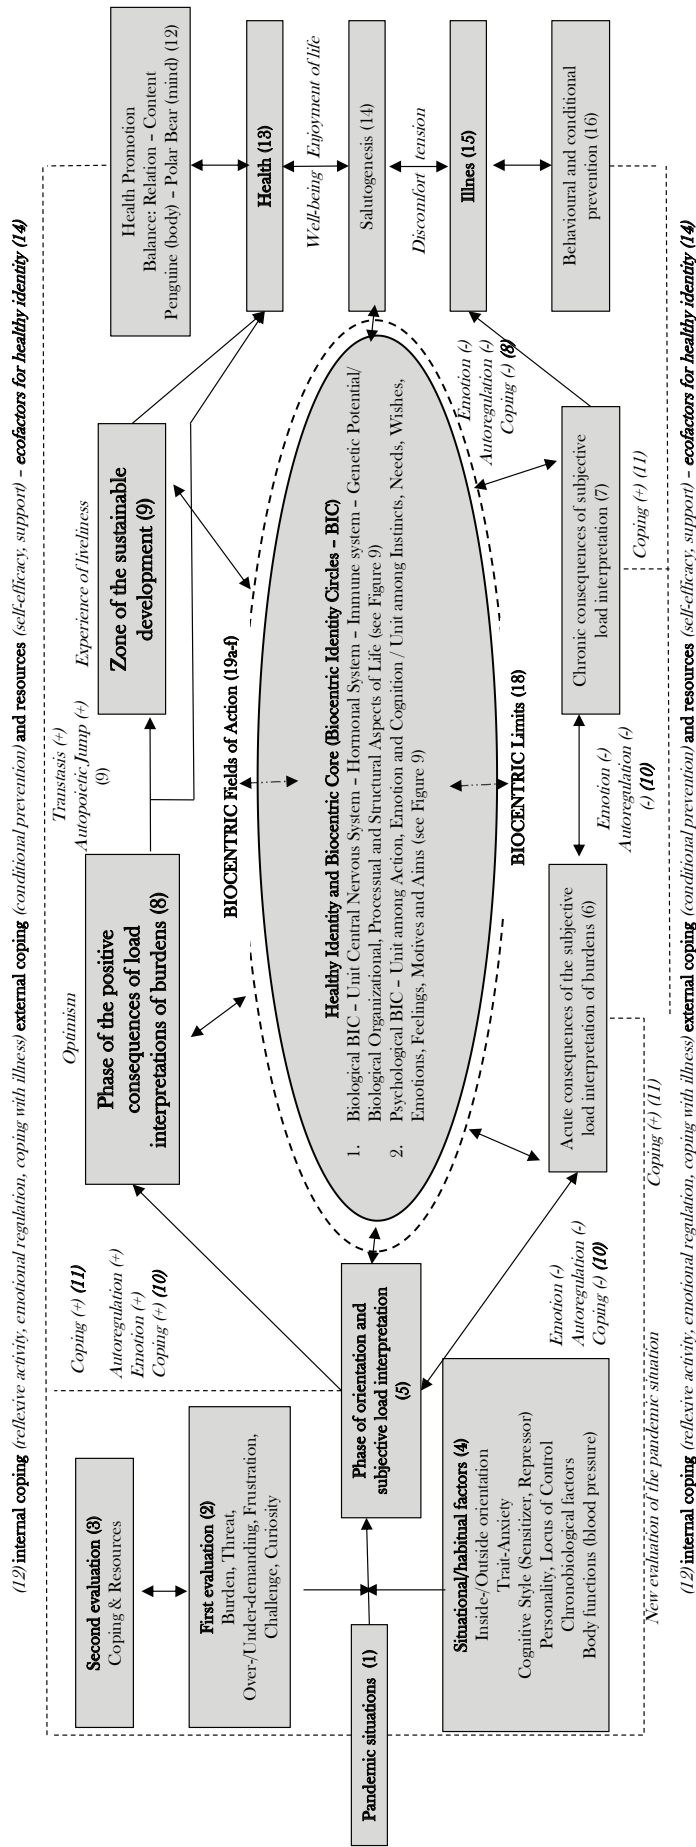 (12) internal coping (reflexive activity, emotional regulation, coping with illness) external coping (conditional prevention) and resources (self-efficacy, support) – ecofactors for healthy identity (14)
Second evaluation (3)
Coping & Resources
First evaluation (2)
Burden, Threat,
Over-/Under-demanding, Frustration,
Challenge, Curiosity
Pandemic situations (1)
Situational/habitual factors (4)
Inside-/Outside orientation
Trait-Anxiety
Cognitive Style (Sensitizer, Repressor)
Personality, Locus of Control
Chronobiological factors
Body functions (blood pressure)
New evaluation of the pandemic situation
Coping (+) (11)
Autoregulation (+)
Emotion (+)
Coping (+) (10)
Phase of orientation and
subjective load interpretation
(5)
Emotion (-)
Autoregulation (-)
Coping (-) (10)
Optimism
Phase of the positive
consequences of load
interpretations of burdens (8)
Transtasis (+)
Autopoietic Jump (+)
(9)
Experience of liveliness
Zone of the sustainable
development (9)
BIOCENTRIC Fields of Action (19a-f)
Healthy Identity and Biocentric Core (Biocentric Identity Circles – BIC)
1. Biological BIC – Unit Central Nervous System – Hormonal System – Immune system – Genetic Potential/
Biological Organizational, Processual and Structural Aspects of Life (see Figure 9)
2. Psychological BIC – Unit among Action, Emotion and Cognition / Unit among Instincts, Needs, Wishes,
Emotions, Feelings, Motives and Aims (see Figure 9)
BIOCENTRIC Limits (18)
Acute consequences of the subjective
load interpretation of burdens (6)
Coping (+) (11)
Emotion (-)
Autoregulation (-)
(-) (10)
Chronic consequences of subjective
load interpretation (7)
Coping (+) (11)
Emotion (-)
Autoregulation (-)
Coping (-) (8)
Health Promotion
Balance: Relation – Content
Penguine (body) – Polar Bear (mind) (12)
Health (13)
Well-being Enjoyment of life
Salutogenesis (14)
Discomfort tension
Illnes (15)
Behavioural and conditional
prevention (16)
(12) internal coping (reflexive activity, emotional regulation, coping with illness) external coping (conditional prevention) and resources (self-efficacy, support) – ecofactors for healthy identity (14)